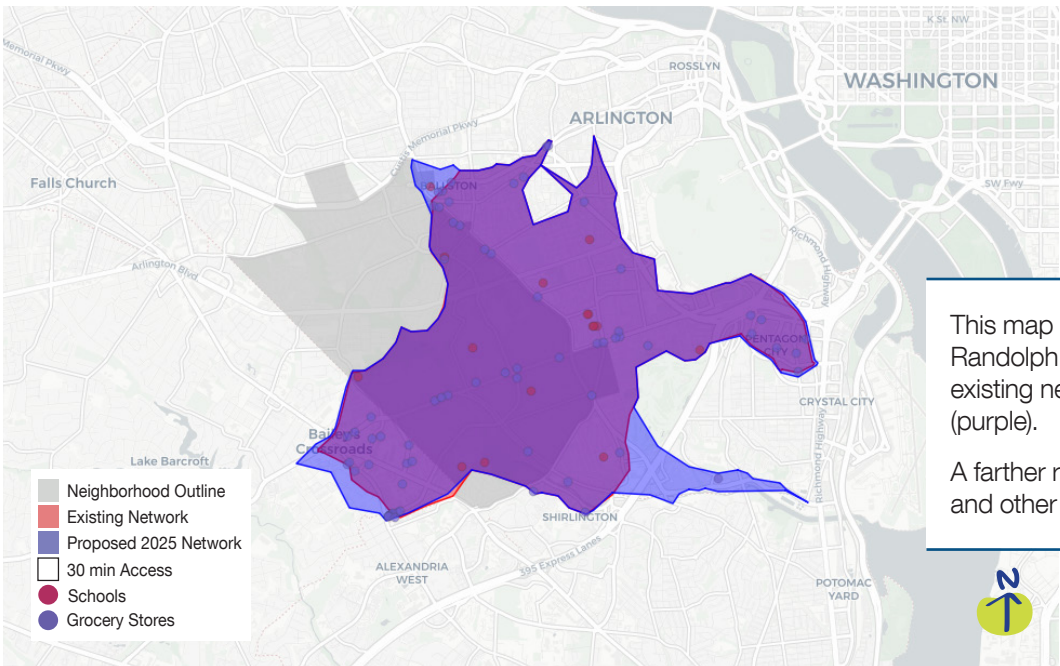 K St. NW
Memorial Pkwy
ROSSLYN
WASHINGTON
ARLINGTON
Custis Memorial Pkwy
Falls Church
BALLSTON
SW Fwy
Richmond Highway
Arlington Blvd
This map
Randolph
existing ne
(purple).
PENTAGON
CITY
CRYSTAL CITY
Bailey's
Crossroads
Lake Barcroft
Richmond Highway
A farther r
and other
Neighborhood Outline
Existing Network
Proposed 2025 Network
30 min Access
Schools
Grocery Stores
SHIRLINGTON
395 Express Lanes
ALEXANDRIA
WEST
POTOMAC
YARD
N